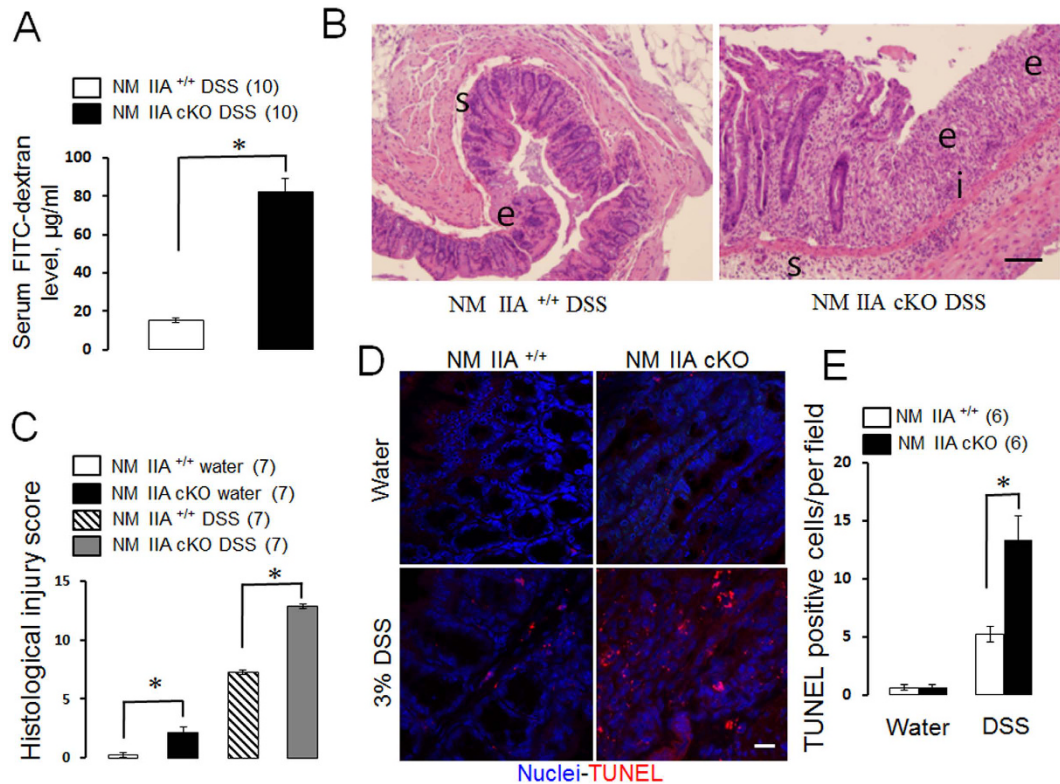 A
NM IIA +/+ DSS (10)
NM IIA cKO DSS (10)
*
100
80
60
40
20
0
Serum FITC-dextran
level, µg/ml
B
s
e
NM IIA +/+ DSS
e
e
i
s
NM IIA cKO DSS
C
NM IIA +/+ water (7)
NM IIA cKO water (7)
NM IIA +/+ DSS (7)
NM IIA cKO DSS (7)
*
*
15
10
5
0
Histological injury score
D
NM IIA +/+
NM IIA cKO
Water
3% DSS
Nuclei-TUNEL
E
NM IIA +/+ (6)
NM IIA cKO (6)
*
20
15
10
5
0
TUNEL positive cells/per field
Water
DSS